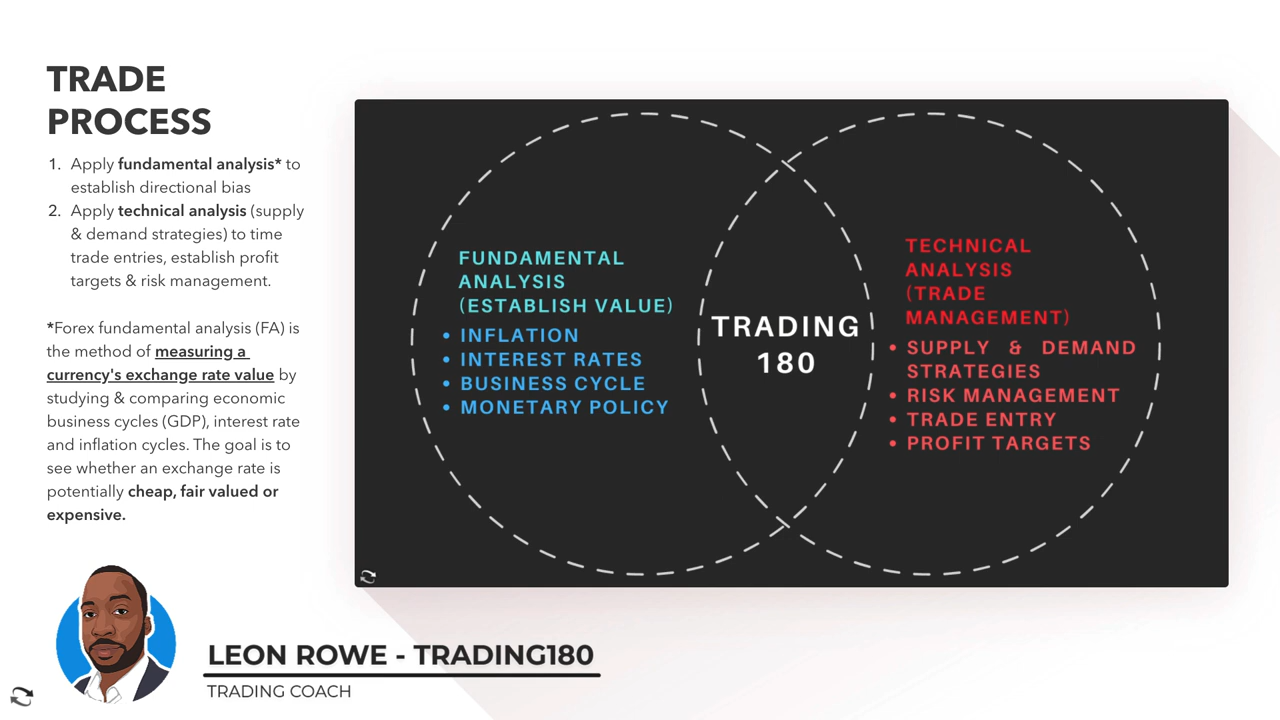 TRADE
PROCESS
1. Apply fundamental analysis* to
establish directional bias
2. Apply technical analysis (supply
& demand strategies) to time
trade entries, establish profit
targets & risk management.
*Forex fundamental analysis (FA) is
the method of measuring a
currency's exchange rate value by
studying & comparing economic
business cycles (GDP), interest rate
and inflation cycles. The goal is to
see whether an exchange rate is
potentially cheap, fair valued or
expensive.
FUNDAMENTAL
ANALYSIS
(ESTABLISH VALUE)
• INFLATION
• INTEREST RATES
• BUSINESS CYCLE
• MONETARY POLICY
TRADING
180
TECHNICAL
ANALYSIS
(TRADE
MANAGEMENT)
• SUPPLY & DEMAND
STRATEGIES
• RISK MANAGEMENT
• TRADE ENTRY
• PROFIT TARGETS
LEON ROWE - TRADING180
TRADING COACH